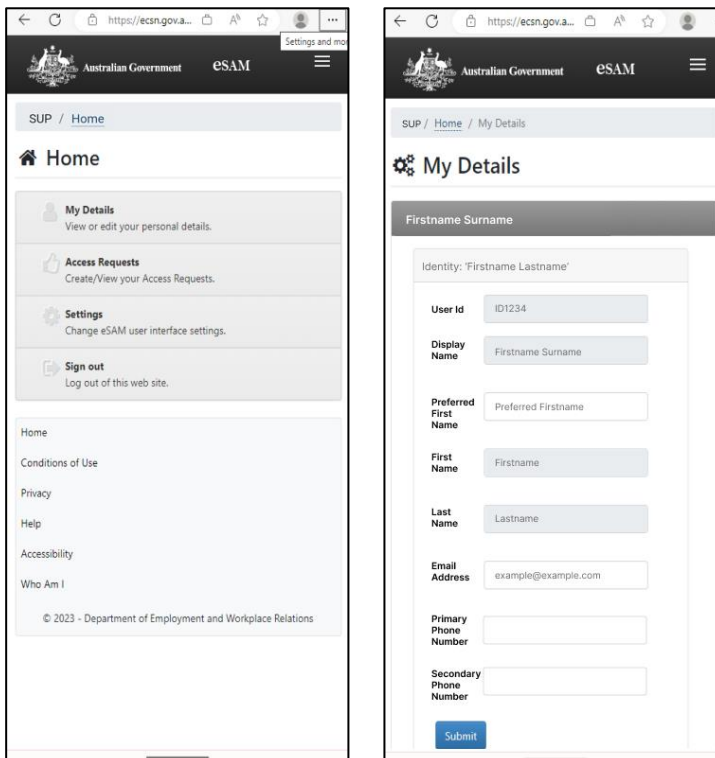 https://ecsn.gov.a...
Settings and mor
Australian Government eSAM
SUP / Home
Home
My Details
View or edit your personal details.
Access Requests
Create/View your Access Requests.
Settings
Change eSAM user interface settings.
Sign out
Log out of this web site.
Home
Conditions of Use
Privacy
Help
Accessibility
Who Am I
© 2023 - Department of Employment and Workplace Relations
https://ecsn.gov.a...
Australian Government eSAM
SUP / Home / My Details
My Details
Firstname Surname
Identity: 'Firstname Lastname'
User Id ID1234
Display
Name
Firstname Surname
Preferred
First
Name
Preferred Firstname
First
Name
Firstname
Last
Name
Lastname
Email
Address
example@example.com
Primary
Phone
Number
Secondary
Phone
Number
Submit